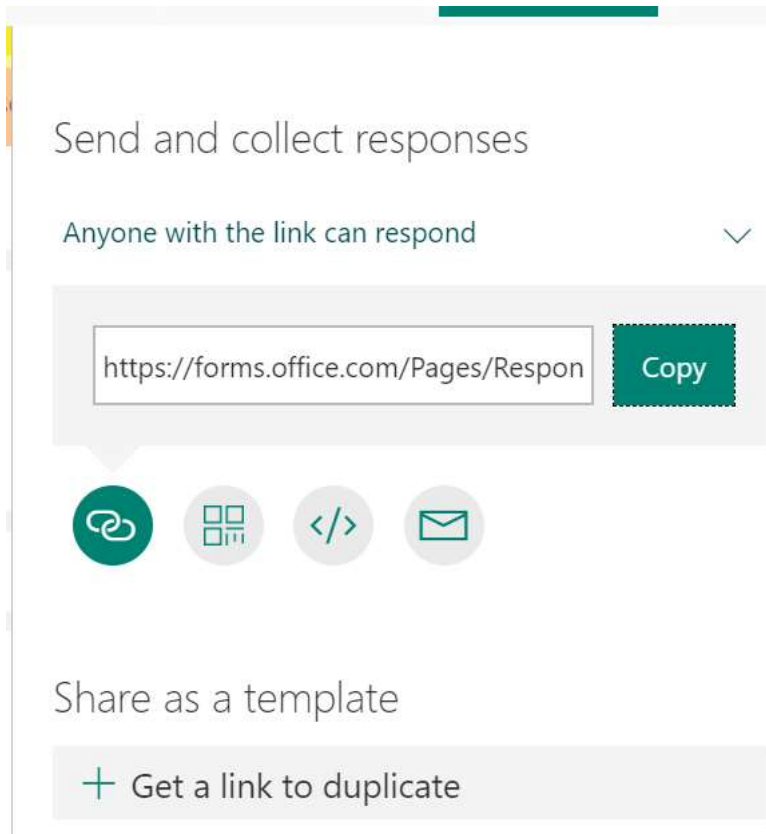 Send and collect responses
Anyone with the link can respond
https://forms.office.com/Pages/Respon
Copy
</>
Share as a template
+ Get a link to duplicate